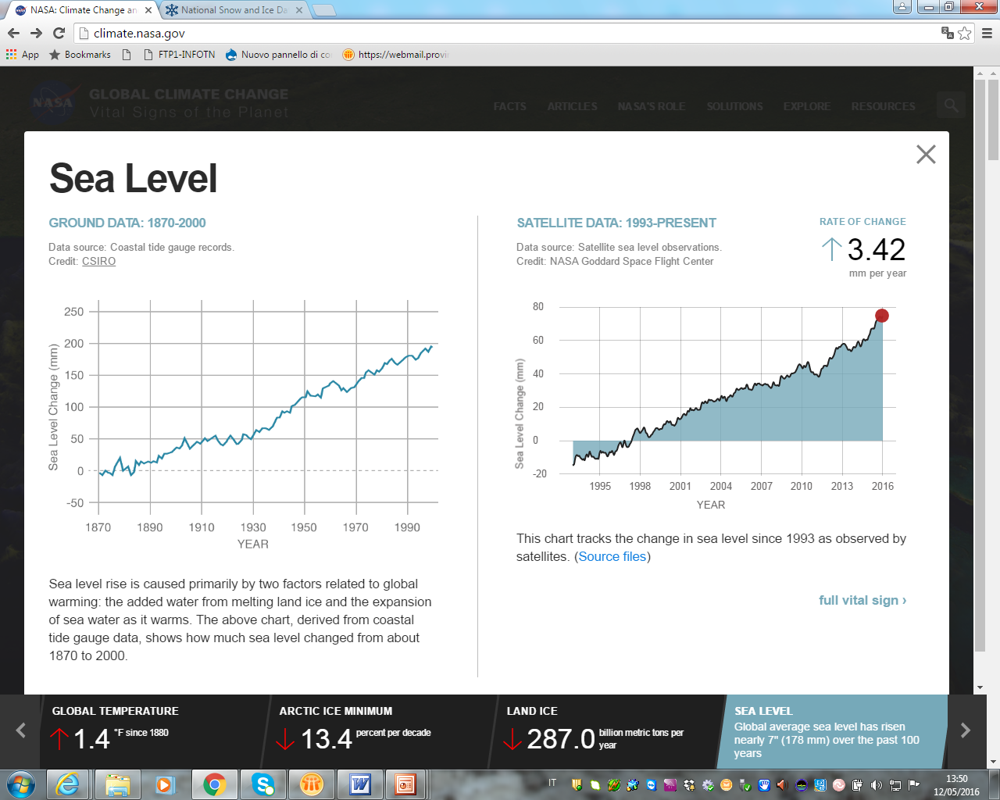 NASA: Climate Change an
National Snow and Ice Da
climate.nasa.gov
App
Bookmarks
FTP1-INFOTN
Nuovo pannello di co
https://webmail.provi
NASA
GLOBAL CLIMATE CHANGE
Vital Signs of the Planet
FACTS ARTICLES NASA'S ROLE SOLUTIONS EXPLORE RESOURCES
Sea Level
GROUND DATA: 1870-2000
Data source: Coastal tide gauge records.
Credit: CSIRO
250
200
150
100
50
0
-50
Sea Level Change (mm)
1870 1890 1910 1930 1950 1970 1990
YEAR
Sea level rise is caused primarily by two factors related to global
warming: the added water from melting land ice and the expansion
of sea water as it warms. The above chart, derived from coastal
tide gauge data, shows how much sea level changed from about
1870 to 2000.
SATELLITE DATA: 1993-PRESENT
Data source: Satellite sea level observations.
Credit: NASA Goddard Space Flight Center
RATE OF CHANGE
3.42
mm per year
80
60
40
20
0
-20
Sea Level Change (mm)
1995 1998 2001 2004 2007 2010 2013 2016
YEAR
This chart tracks the change in sea level since 1993 as observed by
satellites. (Source files)
full vital sign ›
GLOBAL TEMPERATURE
1.4 °F since 1880
ARCTIC ICE MINIMUM
13.4 percent per decade
LAND ICE
287.0 billion metric tons per
year
SEA LEVEL
Global average sea level has risen
nearly 7" (178 mm) over the past 100
years
IT
13:50
12/05/2016